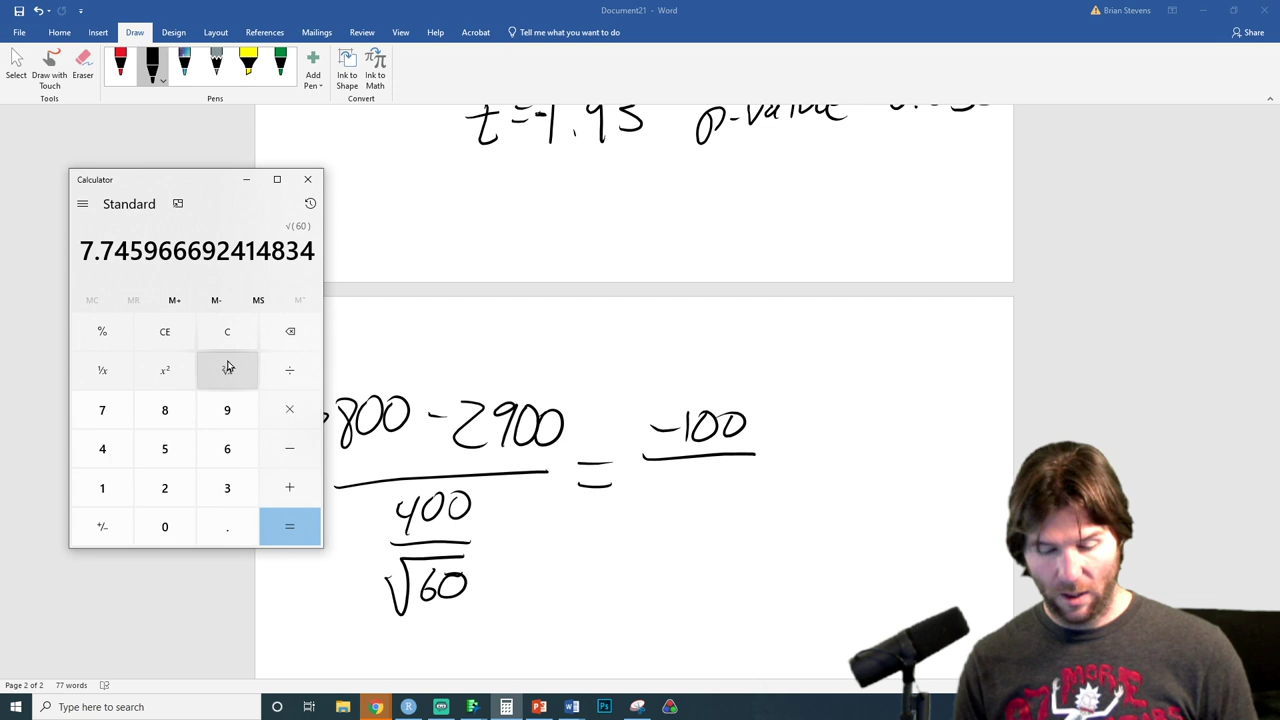 Document21 - Word
Brian Stevens
File Home Insert Draw Design Layout References Mailings Review View Help Acrobat Tell me what you want to do Share
Select Draw with Touch Eraser Add Pen Ink to Shape Ink to Math
Tools Pens Convert
t=-1.93 p-value
Calculator
Standard
√(60)
7.745966692414834
MC MR M+ M- MS M˅
% CE C
¹/x x² ²√x ÷
7 8 9 ×
4 5 6 −
1 2 3 +
+/- 0 . =
800 - 2900
400
√60
=
-100
MORE
Page 2 of 2 77 words
Type here to search